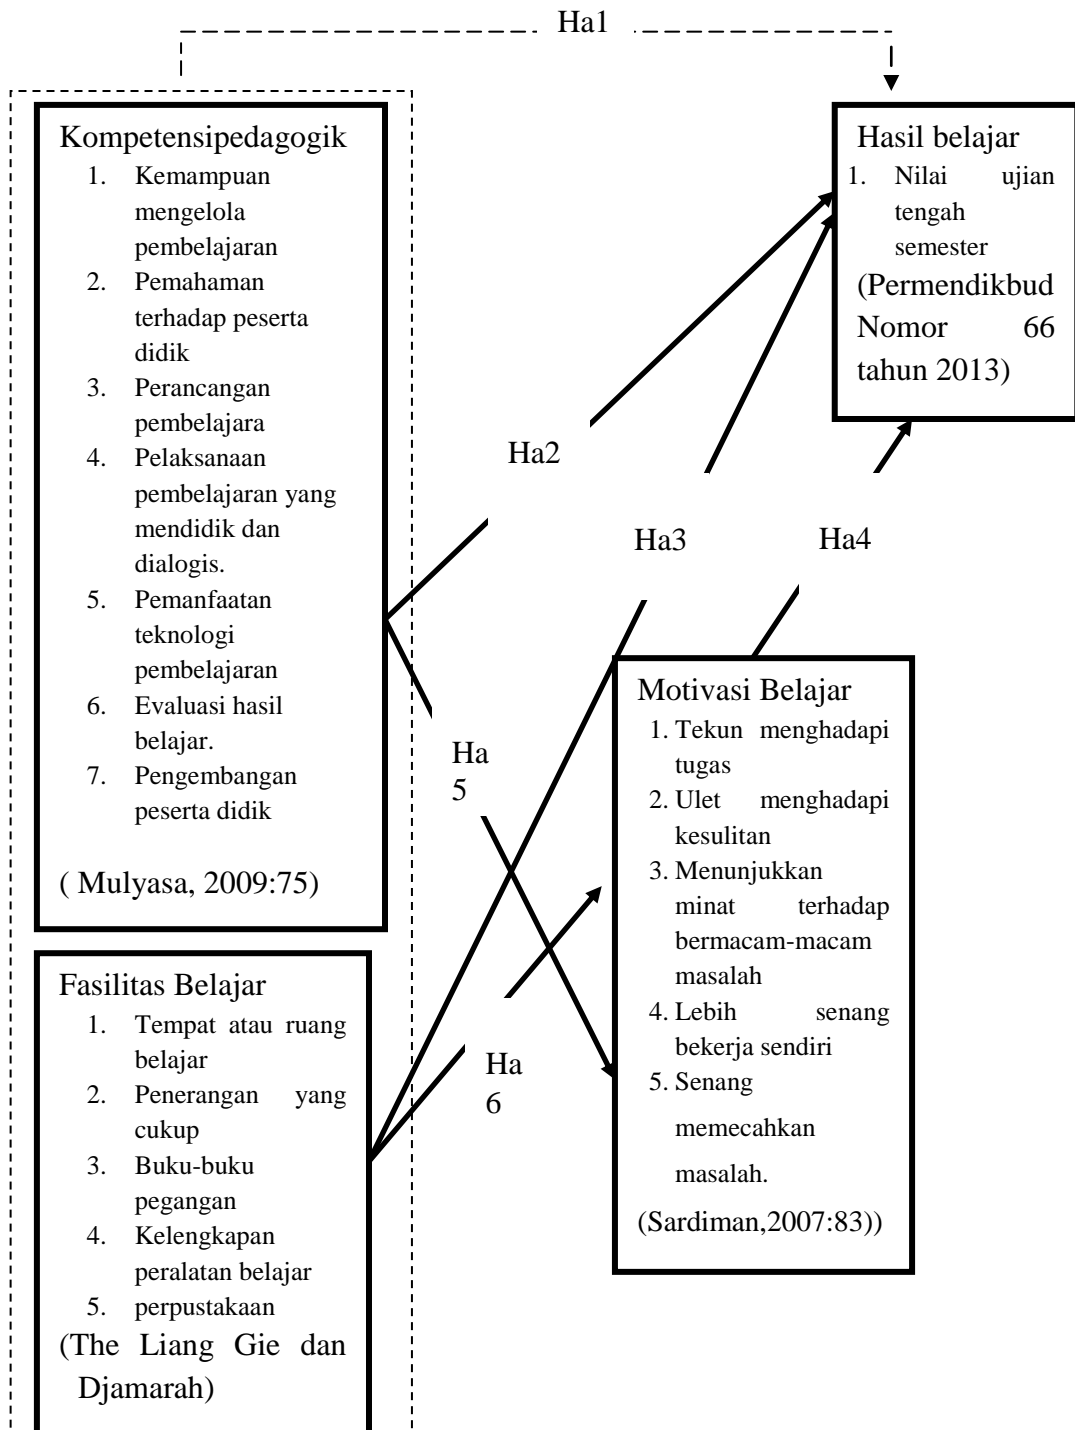 Ha1
Kompetensipedagogik
1. Kemampuan
mengelola
pembelajaran
2. Pemahaman
terhadap peserta
didik
3. Perancangan
pembelajara
4. Pelaksanaan
pembelajaran yang
mendidik dan
dialogis.
5. Pemanfaatan
teknologi
pembelajaran
6. Evaluasi hasil
belajar.
7. Pengembangan
peserta didik
( Mulyasa, 2009:75)
Hasil belajar
1. Nilai ujian
tengah
semester
(Permendikbud
Nomor 66
tahun 2013)
Ha2
Ha3
Ha4
Ha
5
Ha
6
Motivasi Belajar
1. Tekun menghadapi
tugas
2. Ulet menghadapi
kesulitan
3. Menunjukkan
minat terhadap
bermacam-macam
masalah
4. Lebih senang
bekerja sendiri
5. Senang
memecahkan
masalah.
(Sardiman,2007:83))
Fasilitas Belajar
1. Tempat atau ruang
belajar
2. Penerangan yang
cukup
3. Buku-buku
pegangan
4. Kelengkapan
peralatan belajar
5. perpustakaan
(The Liang Gie dan
Djamarah)